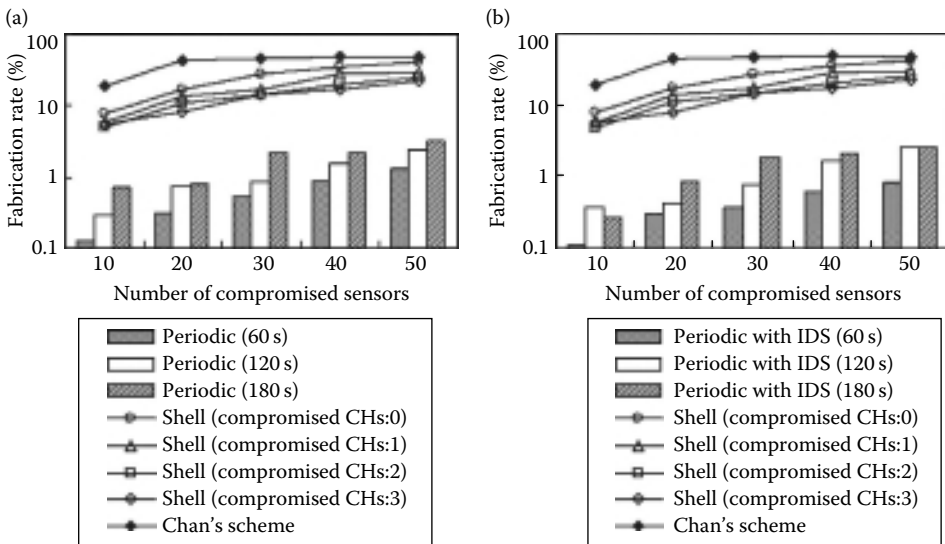 (a)
Fabrication rate (%)
100
10
1
0.1
10 20 30 40 50
Number of compromised sensors
Periodic (60 s)
Periodic (120 s)
Periodic (180 s)
Shell (compromised CHs:0)
Shell (compromised CHs:1)
Shell (compromised CHs:2)
Shell (compromised CHs:3)
Chan's scheme
(b)
Fabrication rate (%)
100
10
1
0.1
10 20 30 40 50
Number of compromised sensors
Periodic with IDS (60 s)
Periodic with IDS (120 s)
Periodic with IDS (180 s)
Shell (compromised CHs:0)
Shell (compromised CHs:1)
Shell (compromised CHs:2)
Shell (compromised CHs:3)
Chan's scheme